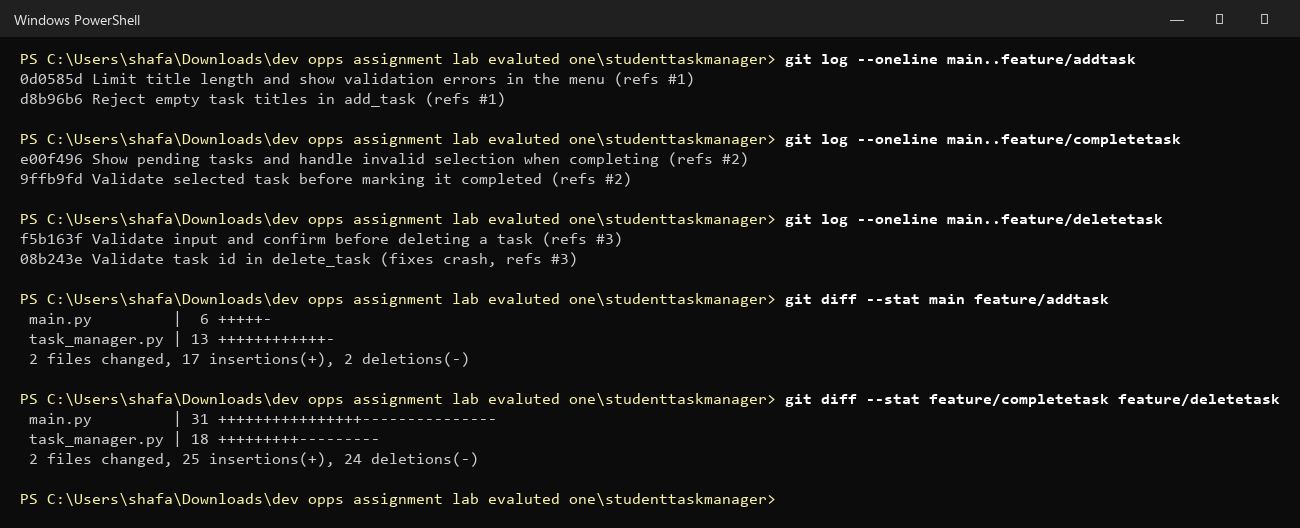 Windows PowerShell
PS C:\Users\shafa\Downloads\dev opps assignment lab evaluted one\studenttaskmanager> git log --oneline main..feature/addtask
0d0585d Limit title length and show validation errors in the menu (refs #1)
d8b96b6 Reject empty task titles in add_task (refs #1)
PS C:\Users\shafa\Downloads\dev opps assignment lab evaluted one\studenttaskmanager> git log --oneline main..feature/completetask
e00f496 Show pending tasks and handle invalid selection when completing (refs #2)
9ffb9fd Validate selected task before marking it completed (refs #2)
PS C:\Users\shafa\Downloads\dev opps assignment lab evaluted one\studenttaskmanager> git log --oneline main..feature/deletetask
f5b163f Validate input and confirm before deleting a task (refs #3)
08b243e Validate task id in delete_task (fixes crash, refs #3)
PS C:\Users\shafa\Downloads\dev opps assignment lab evaluted one\studenttaskmanager> git diff --stat main feature/addtask
 main.py         |  6 +++++-
 task_manager.py | 13 ++++++++++++-
 2 files changed, 17 insertions(+), 2 deletions(-)
PS C:\Users\shafa\Downloads\dev opps assignment lab evaluted one\studenttaskmanager> git diff --stat feature/completetask feature/deletetask
 main.py         | 31 ++++++++++++++++---------------
 task_manager.py | 18 +++++++++---------
 2 files changed, 25 insertions(+), 24 deletions(-)
PS C:\Users\shafa\Downloads\dev opps assignment lab evaluted one\studenttaskmanager>